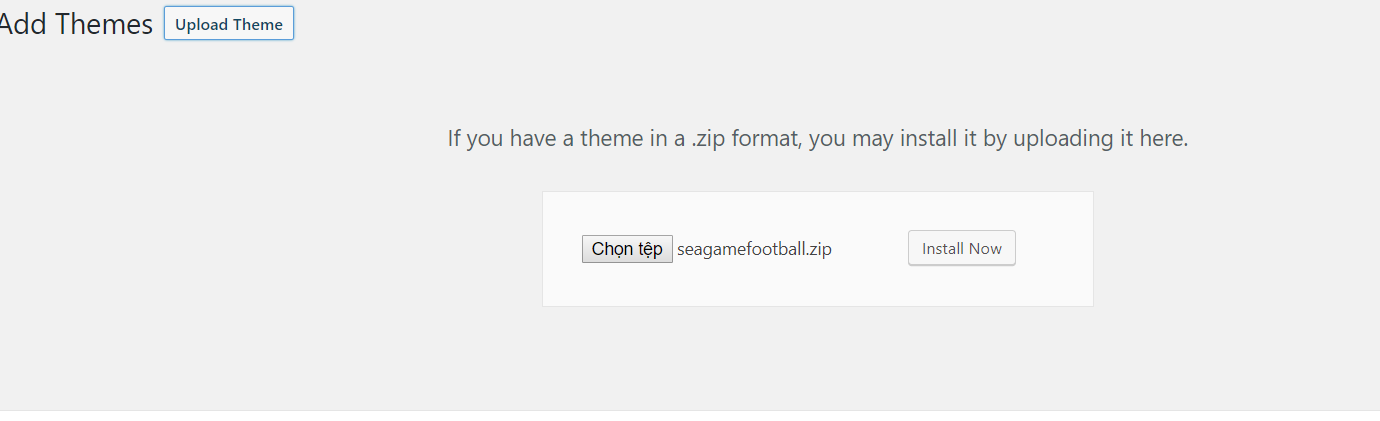 Add Themes Upload Theme
If you have a theme in a .zip format, you may install it by uploading it here.
Chọn tệp seagamefootball.zip Install Now